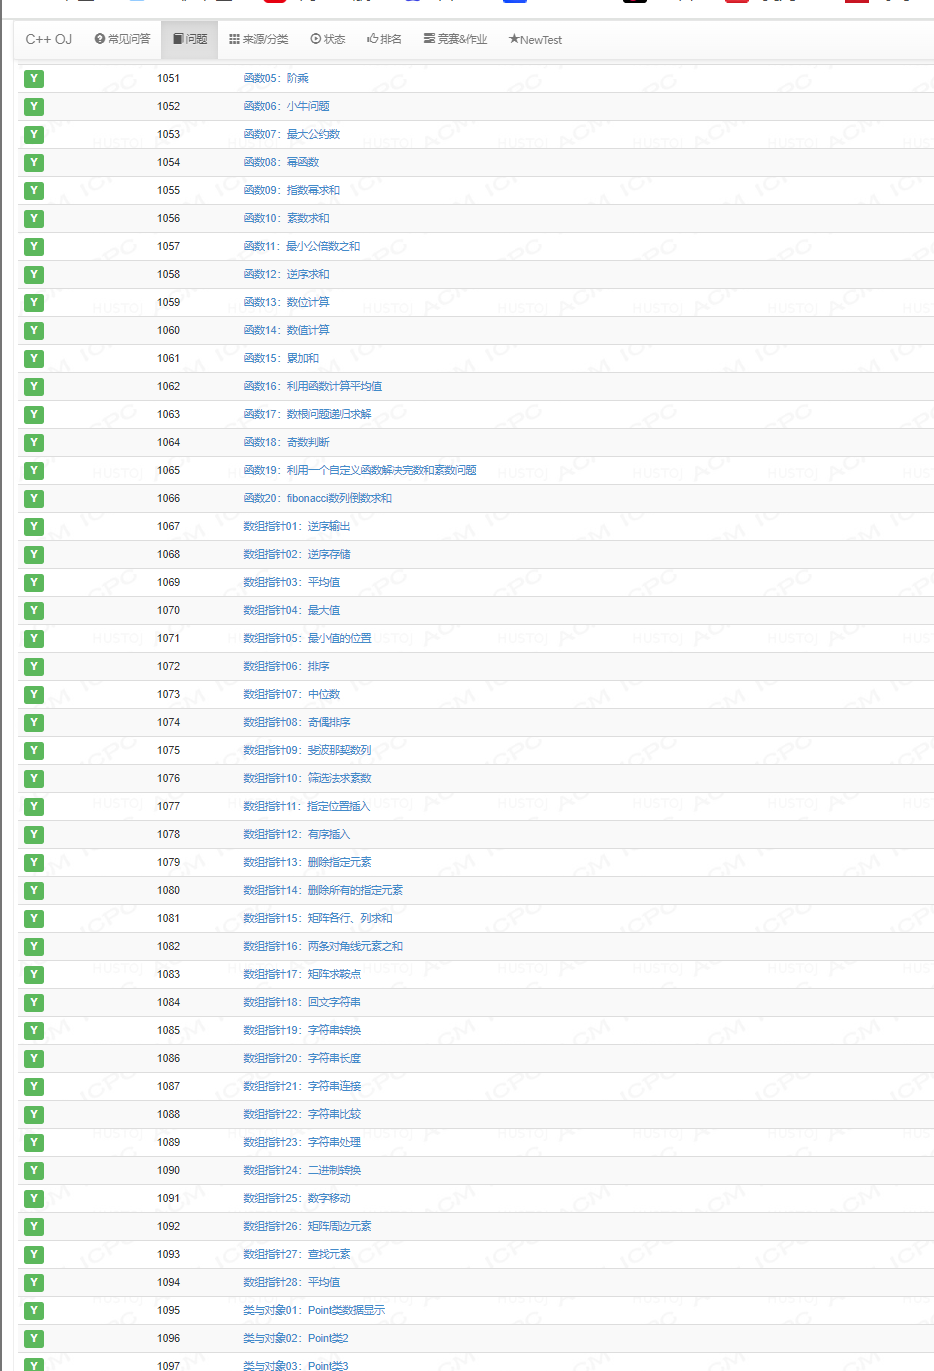 C++ OJ 常见问答 问题 来源/分类 状态 排名 竞赛&作业 ★NewTest
Y 1051 函数05：阶乘
Y 1052 函数06：小牛问题
Y 1053 函数07：最大公约数
Y 1054 函数08：幂函数
Y 1055 函数09：指数幂求和
Y 1056 函数10：素数求和
Y 1057 函数11：最小公倍数之和
Y 1058 函数12：逆序求和
Y 1059 函数13：数位计算
Y 1060 函数14：数值计算
Y 1061 函数15：累加和
Y 1062 函数16：利用函数计算平均值
Y 1063 函数17：数根问题递归求解
Y 1064 函数18：奇数判断
Y 1065 函数19：利用一个自定义函数解决完数和素数问题
Y 1066 函数20：fibonacci数列倒数求和
Y 1067 数组指针01：逆序输出
Y 1068 数组指针02：逆序存储
Y 1069 数组指针03：平均值
Y 1070 数组指针04：最大值
Y 1071 数组指针05：最小值的位置
Y 1072 数组指针06：排序
Y 1073 数组指针07：中位数
Y 1074 数组指针08：奇偶排序
Y 1075 数组指针09：斐波那契数列
Y 1076 数组指针10：筛选法求素数
Y 1077 数组指针11：指定位置插入
Y 1078 数组指针12：有序插入
Y 1079 数组指针13：删除指定元素
Y 1080 数组指针14：删除所有的指定元素
Y 1081 数组指针15：矩阵各行、列求和
Y 1082 数组指针16：两条对角线元素之和
Y 1083 数组指针17：矩阵求鞍点
Y 1084 数组指针18：回文字符串
Y 1085 数组指针19：字符串转换
Y 1086 数组指针20：字符串长度
Y 1087 数组指针21：字符串连接
Y 1088 数组指针22：字符串比较
Y 1089 数组指针23：字符串处理
Y 1090 数组指针24：二进制转换
Y 1091 数组指针25：数字移动
Y 1092 数组指针26：矩阵周边元素
Y 1093 数组指针27：查找元素
Y 1094 数组指针28：平均值
Y 1095 类与对象01：Point类数据显示
Y 1096 类与对象02：Point类2
Y 1097 类与对象03：Point类3